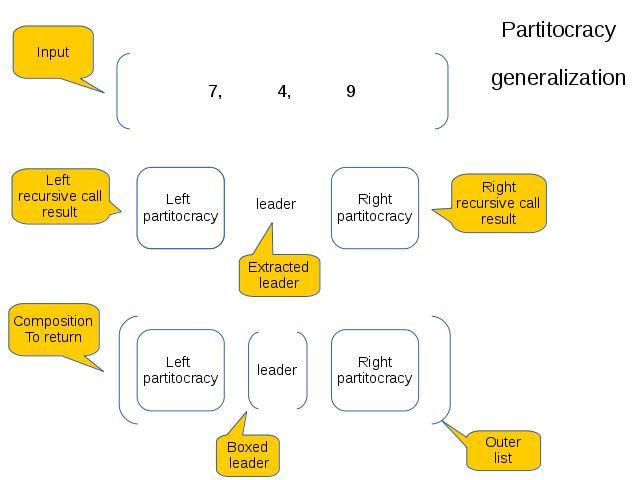 Partitocracy
generalization
Input
7, 4, 9
Left
recursive call
result
Left
partitocracy
leader
Right
partitocracy
Right
recursive call
result
Extracted
leader
Composition
To return
Left
partitocracy
leader
Right
partitocracy
Boxed
leader
Outer
list